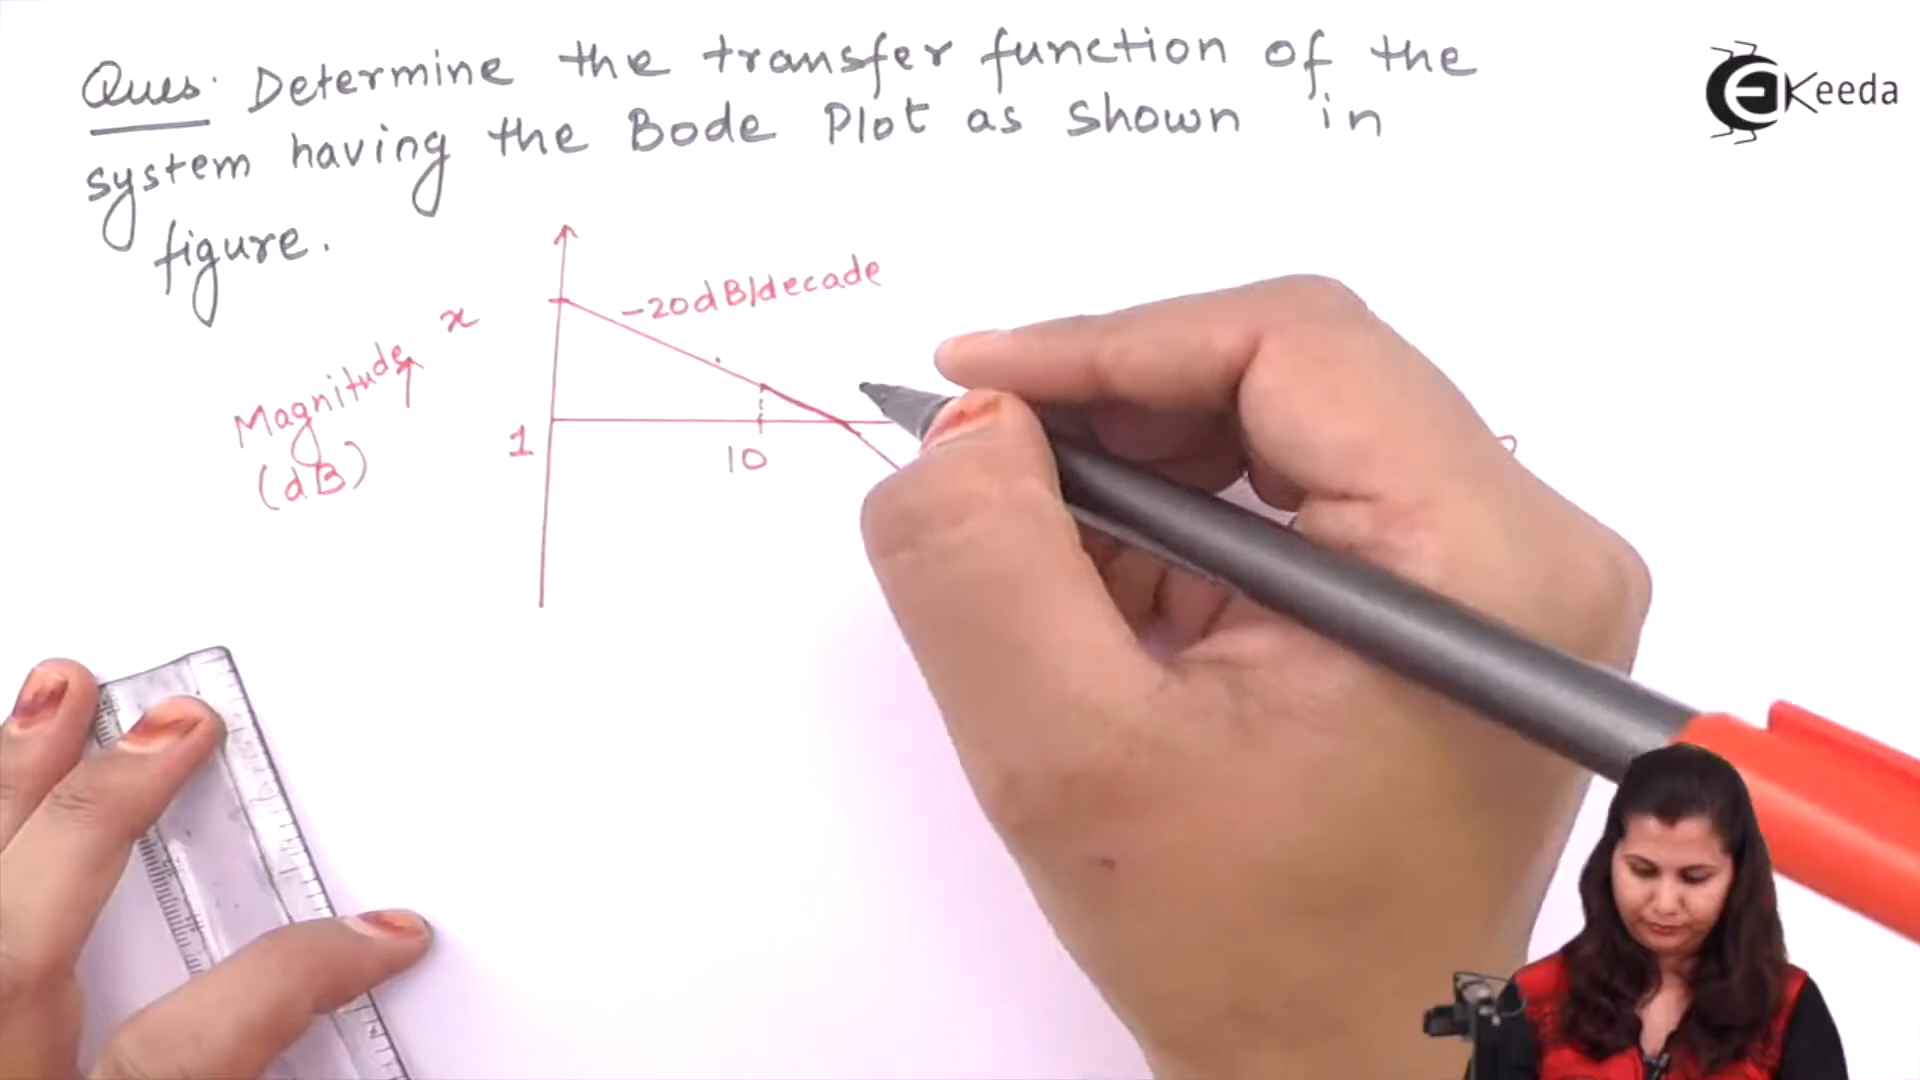 Ques. Determine the transfer function of the
system having the Bode Plot as shown in
figure.
EKeeda
-20dB/decade
x
Magnitude
(dB)
1
10